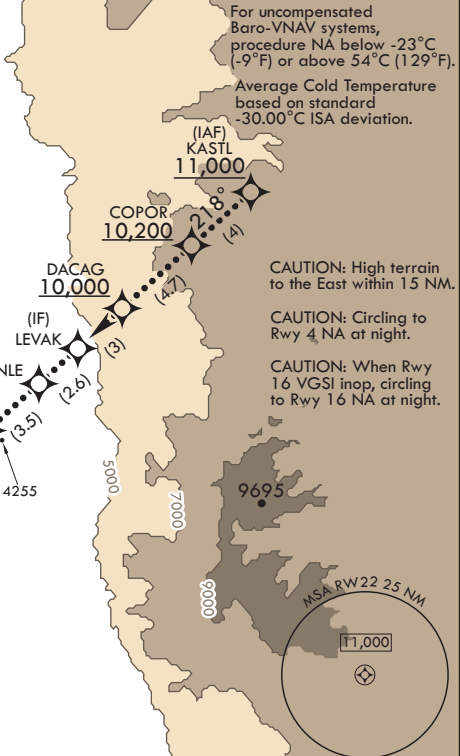 For uncompensated
Baro-VNAV systems,
procedure NA below -23°C
(-9°F) or above 54°C (129°F).
Average Cold Temperature
based on standard
-30.00°C ISA deviation.
(IAF)
KASTL
11,000
218°
(4)
COPOR
10,200
(4.7)
DACAG
10,000
(3)
(IF)
LEVAK
(2.6)
NLE
(3.5)
4255
CAUTION: High terrain
to the East within 15 NM.
CAUTION: Circling to
Rwy 4 NA at night.
CAUTION: When Rwy
16 VGSI inop, circling
to Rwy 16 NA at night.
5000
7000
9695
9000
MSA RW22 25 NM
11,000